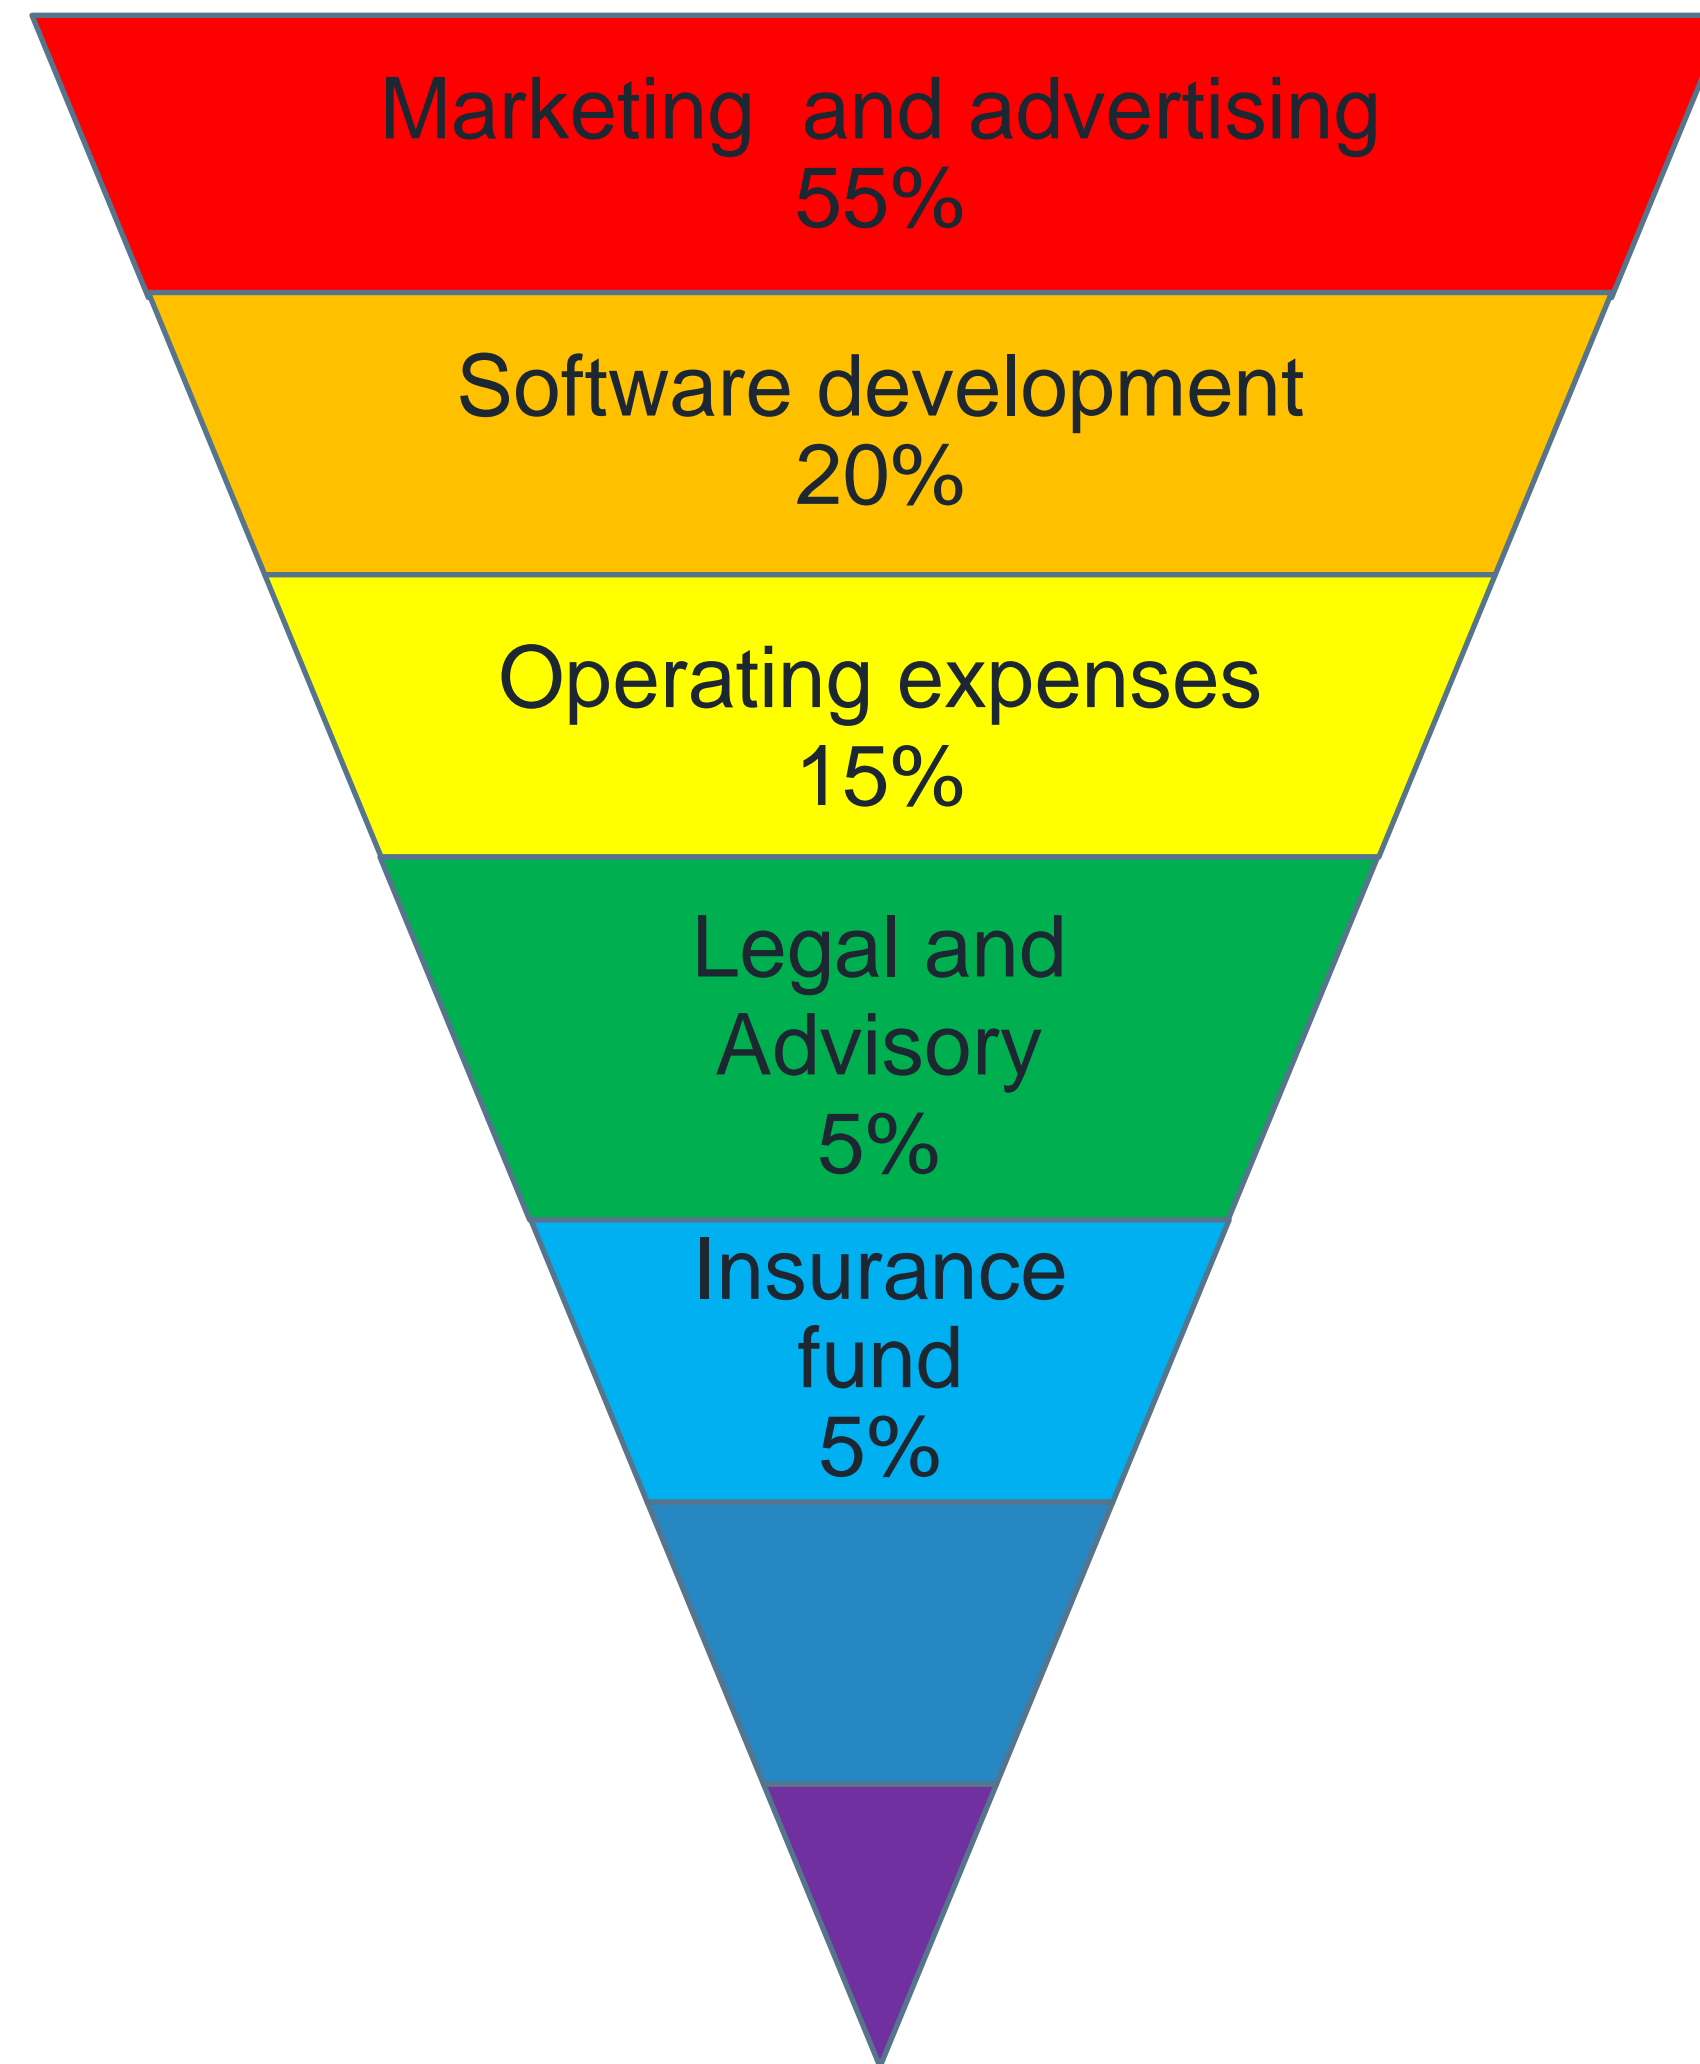 Marketing  and advertising
55%
Software development
20%
Operating expenses
15%
Legal and
Advisory
5%
Insurance
fund
5%